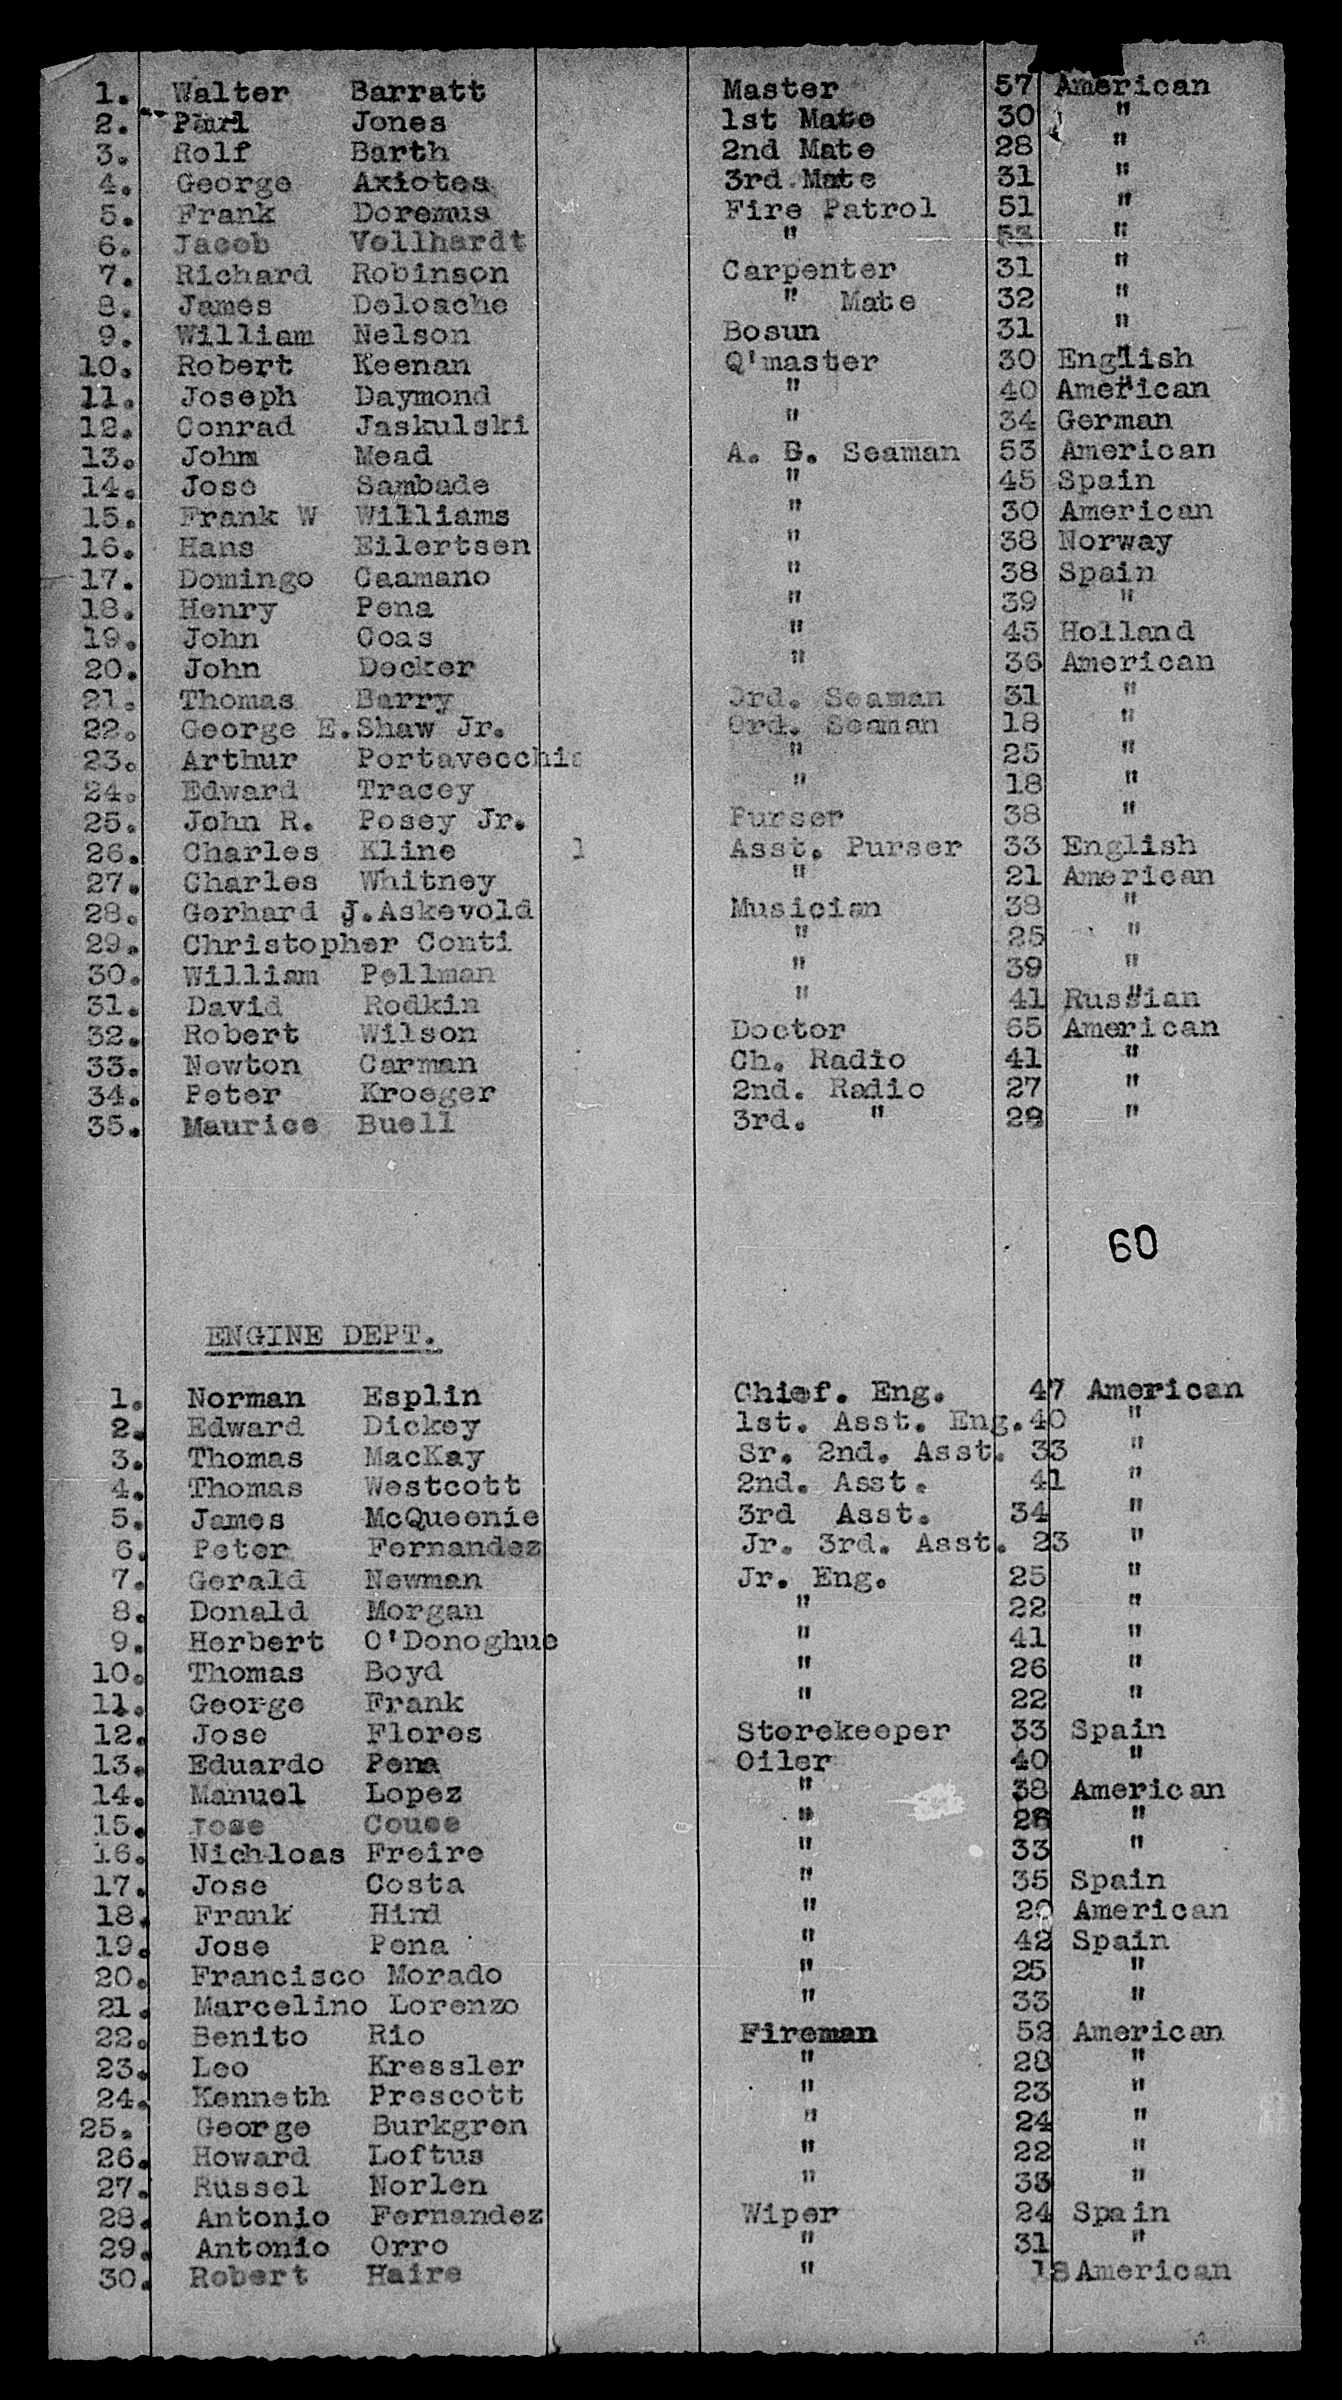 1. Walter Barratt Master 57 American
2. Paul Jones 1st Mate 30 "
3. Rolf Barth 2nd Mate 28 "
4. George Axiotes 3rd. Mate 31 "
5. Frank Doremus Fire Patrol 51 "
6. Jacob Vollhardt " 53 "
7. Richard Robinson Carpenter 31 "
8. James Deloache " Mate 32 "
9. William Nelson Bosun 31 "
10. Robert Keenan Q'master 30 English
11. Joseph Daymond " 40 American
12. Conrad Jaskulski " 34 German
13. John Mead A. B. Seaman 53 American
14. Jose Sambade " 45 Spain
15. Frank W Williams " 30 American
16. Hans Eilertsen " 38 Norway
17. Domingo Caamano " 38 Spain
18. Henry Pena " 39 "
19. John Coas " 45 Holland
20. John Decker " 36 American
21. Thomas Barry Ord. Seaman 31 "
22. George E. Shaw Jr. Ord. Seaman 18 "
23. Arthur Portavecchia " 25 "
24. Edward Tracey " 18 "
25. John R. Posey Jr. Purser 38 "
26. Charles Kline 1 Asst. Purser 33 English
27. Charles Whitney " 21 American
28. Gerhard J. Askevold Musician 38 "
29. Christopher Conti " 25 "
30. William Pellman " 39 "
31. David Rodkin " 41 Russian
32. Robert Wilson Doctor 65 American
33. Newton Carman Ch. Radio 41 "
34. Peter Kroeger 2nd. Radio 27 "
35. Maurice Buell 3rd. " "
60
ENGINE DEPT.
1. Norman Esplin Chief. Eng. 47 American
2. Edward Dickey 1st. Asst. Eng. 40 "
3. Thomas MacKay Sr. 2nd. Asst. 33 "
4. Thomas Westcott 2nd. Asst. 41 "
5. James McQueenie 3rd Asst. 34 "
6. Peter Fernandez Jr. 3rd. Asst. 23 "
7. Gerald Newman Jr. Eng. 25 "
8. Donald Morgan " 22 "
9. Herbert O'Donoghue " 41 "
10. Thomas Boyd " 26 "
11. George Frank " 22 "
12. Jose Flores Storekeeper 33 Spain
13. Eduardo Pena Oiler 40 "
14. Manuel Lopez " 38 American
15. Jose Couce " "
16. Nichloas Freire " 33 "
17. Jose Costa " 35 Spain
18. Frank Hind " 29 American
19. Jose Pena " 42 Spain
20. Francisco Morado " 25 "
21. Marcelino Lorenzo " 33 "
22. Benito Rio Fireman 52 American
23. Leo Kressler " 28 "
24. Kenneth Prescott " 23 "
25. George Burkgren " 24 "
26. Howard Loftus " 22 "
27. Russel Norlen " 33 "
28. Antonio Fernandez Wiper 24 Spain
29. Antonio Orro " 31 "
30. Robert Haire " 18 American